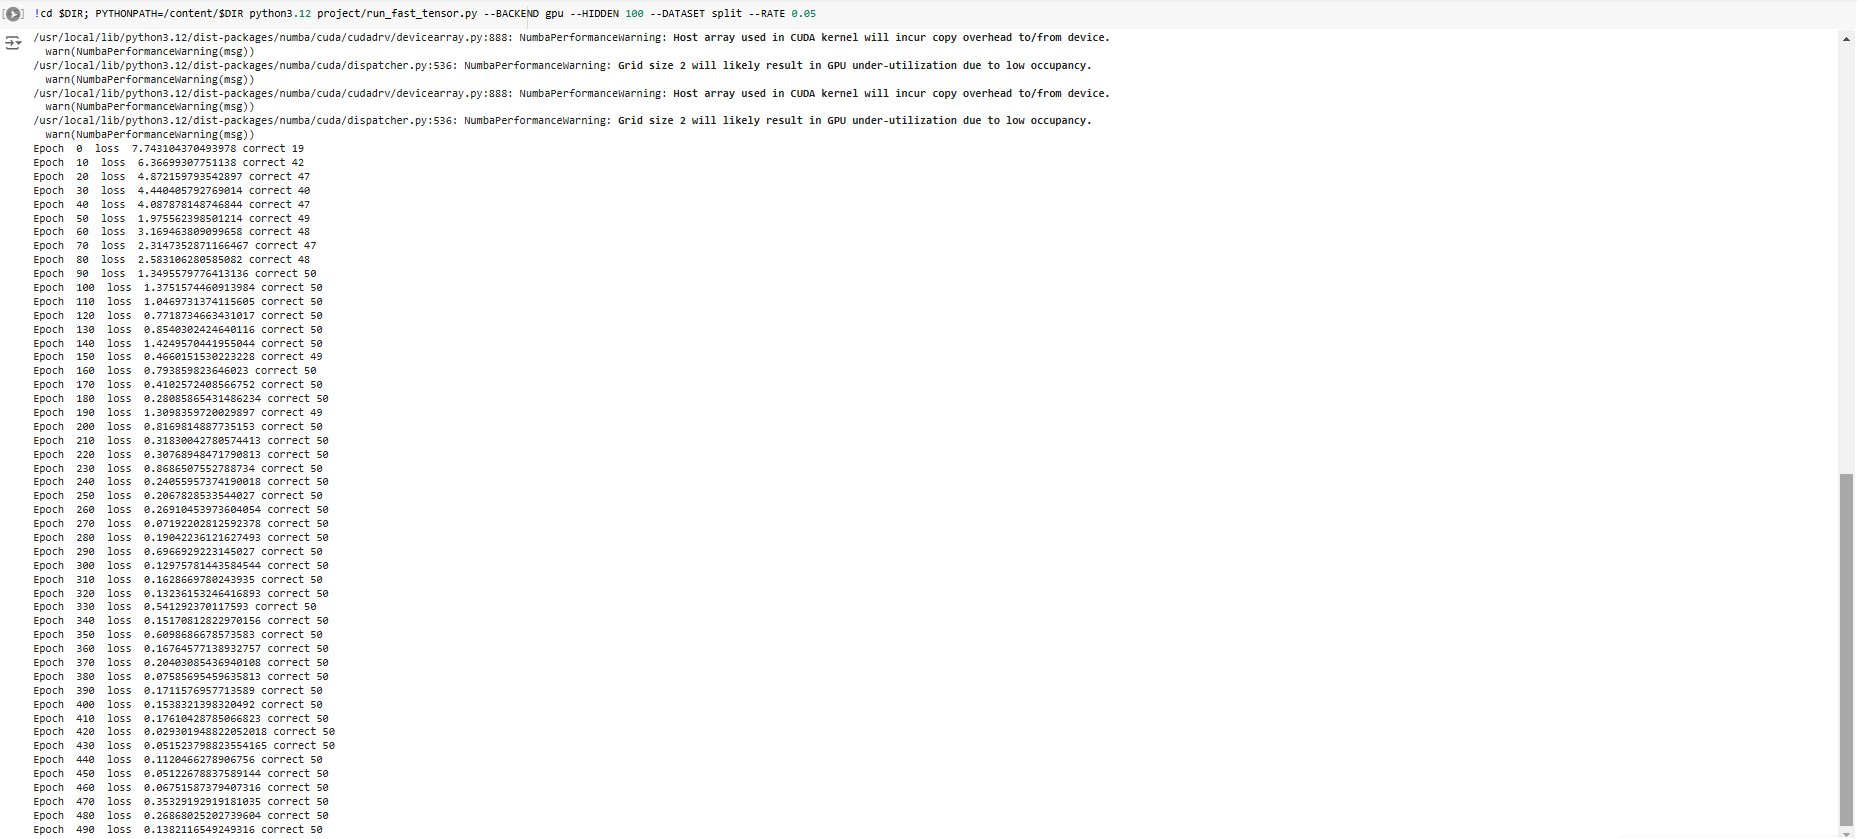 !cd $DIR; PYTHONPATH=/content/$DIR python3.12 project/run_fast_tensor.py --BACKEND gpu --HIDDEN 100 --DATASET split --RATE 0.05
/usr/local/lib/python3.12/dist-packages/numba/cuda/cudadrv/devicearray.py:888: NumbaPerformanceWarning: Host array used in CUDA kernel will incur copy overhead to/from device.
  warn(NumbaPerformanceWarning(msg))
/usr/local/lib/python3.12/dist-packages/numba/cuda/dispatcher.py:536: NumbaPerformanceWarning: Grid size 2 will likely result in GPU under-utilization due to low occupancy.
  warn(NumbaPerformanceWarning(msg))
/usr/local/lib/python3.12/dist-packages/numba/cuda/cudadrv/devicearray.py:888: NumbaPerformanceWarning: Host array used in CUDA kernel will incur copy overhead to/from device.
  warn(NumbaPerformanceWarning(msg))
/usr/local/lib/python3.12/dist-packages/numba/cuda/dispatcher.py:536: NumbaPerformanceWarning: Grid size 2 will likely result in GPU under-utilization due to low occupancy.
  warn(NumbaPerformanceWarning(msg))
Epoch  0  loss  7.743104370493978 correct 19
Epoch  10  loss  6.36699307751138 correct 42
Epoch  20  loss  4.872159793542897 correct 47
Epoch  30  loss  4.440405792769014 correct 40
Epoch  40  loss  4.087878148746844 correct 47
Epoch  50  loss  1.975562398501214 correct 49
Epoch  60  loss  3.169463809099658 correct 48
Epoch  70  loss  2.3147352871166467 correct 47
Epoch  80  loss  2.583106280585082 correct 48
Epoch  90  loss  1.3495579776413136 correct 50
Epoch  100  loss  1.3751574460913984 correct 50
Epoch  110  loss  1.0469731374115605 correct 50
Epoch  120  loss  0.7718734663431017 correct 50
Epoch  130  loss  0.8540302424640116 correct 50
Epoch  140  loss  1.4249570441955044 correct 50
Epoch  150  loss  0.4660151530223228 correct 49
Epoch  160  loss  0.793859823646023 correct 50
Epoch  170  loss  0.4102572408566752 correct 50
Epoch  180  loss  0.28085865431486234 correct 50
Epoch  190  loss  1.3098359720029897 correct 49
Epoch  200  loss  0.8169814887735153 correct 50
Epoch  210  loss  0.31830042780574413 correct 50
Epoch  220  loss  0.30768948471790813 correct 50
Epoch  230  loss  0.8686507552788734 correct 50
Epoch  240  loss  0.24055957374190018 correct 50
Epoch  250  loss  0.2067828533544027 correct 50
Epoch  260  loss  0.26910453973604054 correct 50
Epoch  270  loss  0.07192202812592378 correct 50
Epoch  280  loss  0.19042236121627493 correct 50
Epoch  290  loss  0.6966929223145027 correct 50
Epoch  300  loss  0.12975781443584544 correct 50
Epoch  310  loss  0.1628669780243935 correct 50
Epoch  320  loss  0.13236153246416893 correct 50
Epoch  330  loss  0.541292370117593 correct 50
Epoch  340  loss  0.15170812822970156 correct 50
Epoch  350  loss  0.6098686678573583 correct 50
Epoch  360  loss  0.16764577138932757 correct 50
Epoch  370  loss  0.20403085436940108 correct 50
Epoch  380  loss  0.07585695459635813 correct 50
Epoch  390  loss  0.1711576957713589 correct 50
Epoch  400  loss  0.1538321398320492 correct 50
Epoch  410  loss  0.17610428785066823 correct 50
Epoch  420  loss  0.029301948822052018 correct 50
Epoch  430  loss  0.051523798823554165 correct 50
Epoch  440  loss  0.1120466278906756 correct 50
Epoch  450  loss  0.05122678837589144 correct 50
Epoch  460  loss  0.06751587379407316 correct 50
Epoch  470  loss  0.35329192919181035 correct 50
Epoch  480  loss  0.26868025202739604 correct 50
Epoch  490  loss  0.1382116549249316 correct 50